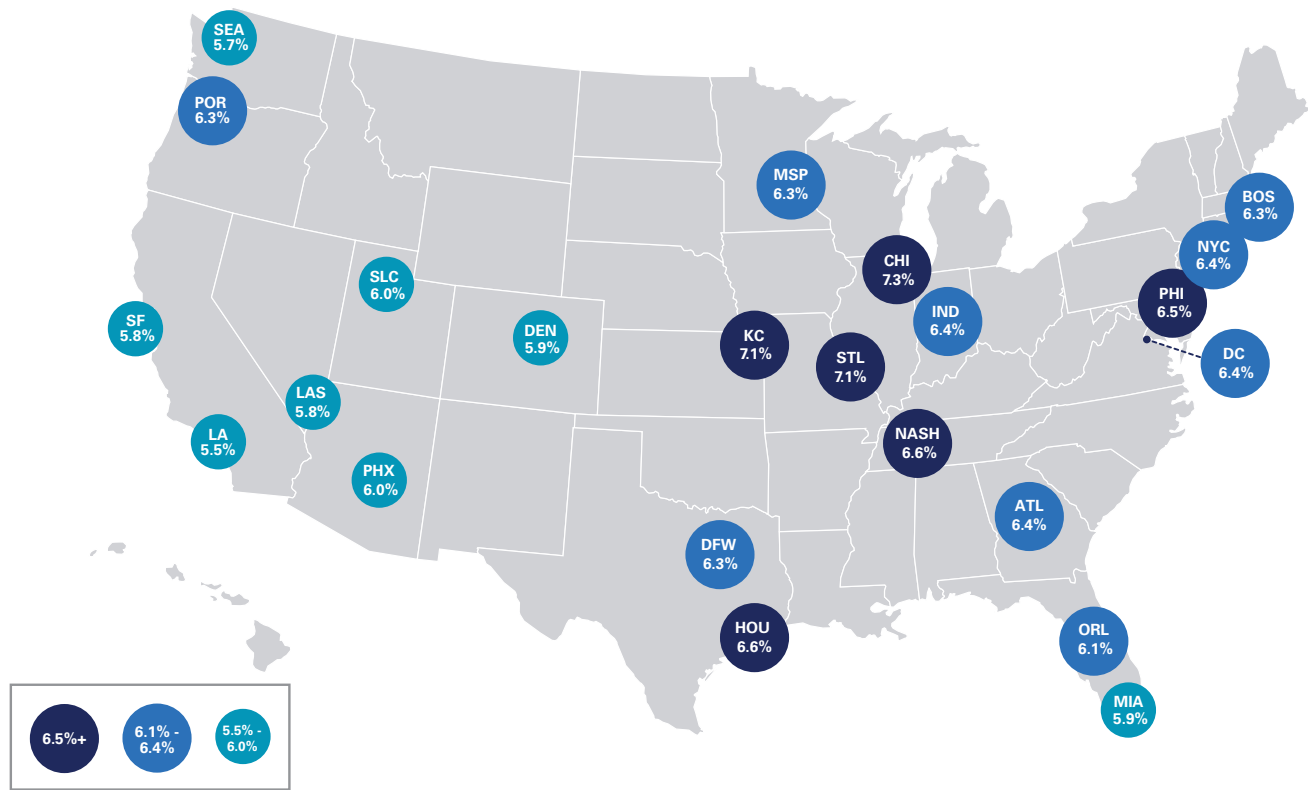 SEA
5.7%
POR
6.3%
MSP
6.3%
BOS
6.3%
NYC
6.4%
CHI
7.3%
SLC
6.0%
PHI
6.5%
IND
6.4%
SF
5.8%
DEN
5.9%
KC
7.1%
STL
7.1%
DC
6.4%
LAS
5.8%
LA
5.5%
NASH
6.6%
PHX
6.0%
ATL
6.4%
DFW
6.3%
HOU
6.6%
ORL
6.1%
MIA
5.9%
6.5%+
6.1% -
6.4%
5.5% -
6.0%